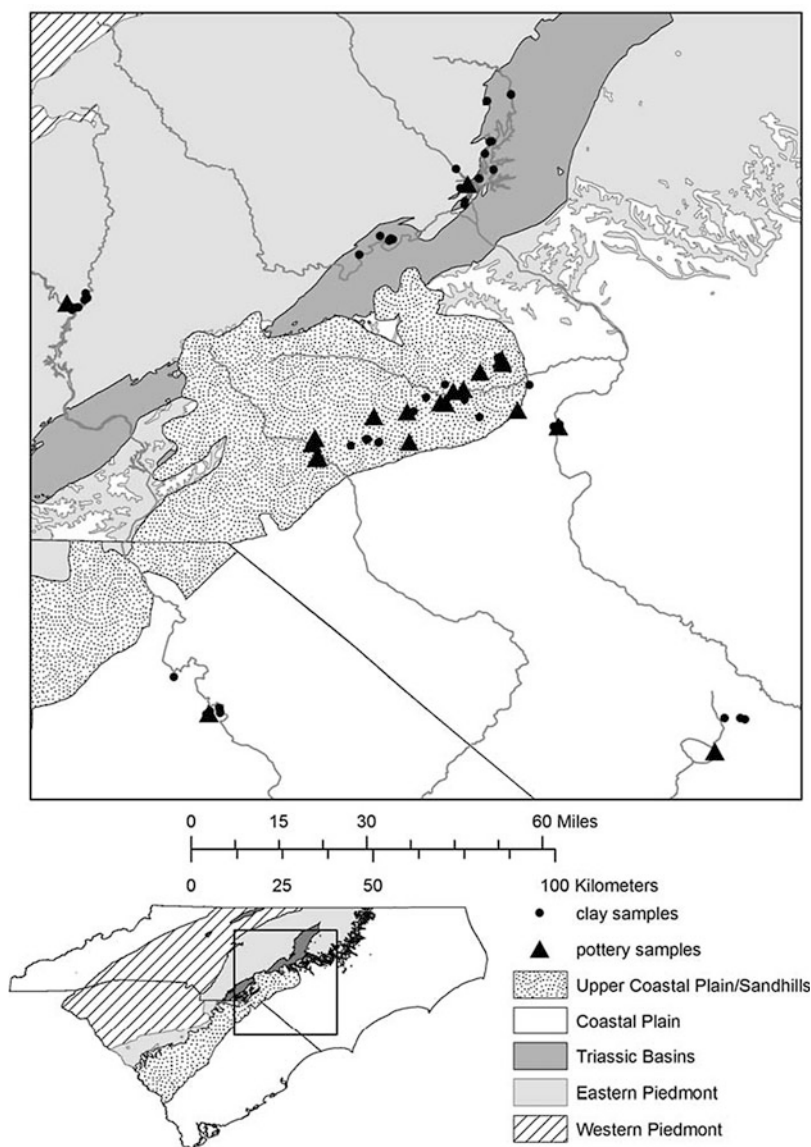 0 15 30 60 Miles
0 25 50 100 Kilometers
clay samples
pottery samples
Upper Coastal Plain/Sandhills
Coastal Plain
Triassic Basins
Eastern Piedmont
Western Piedmont